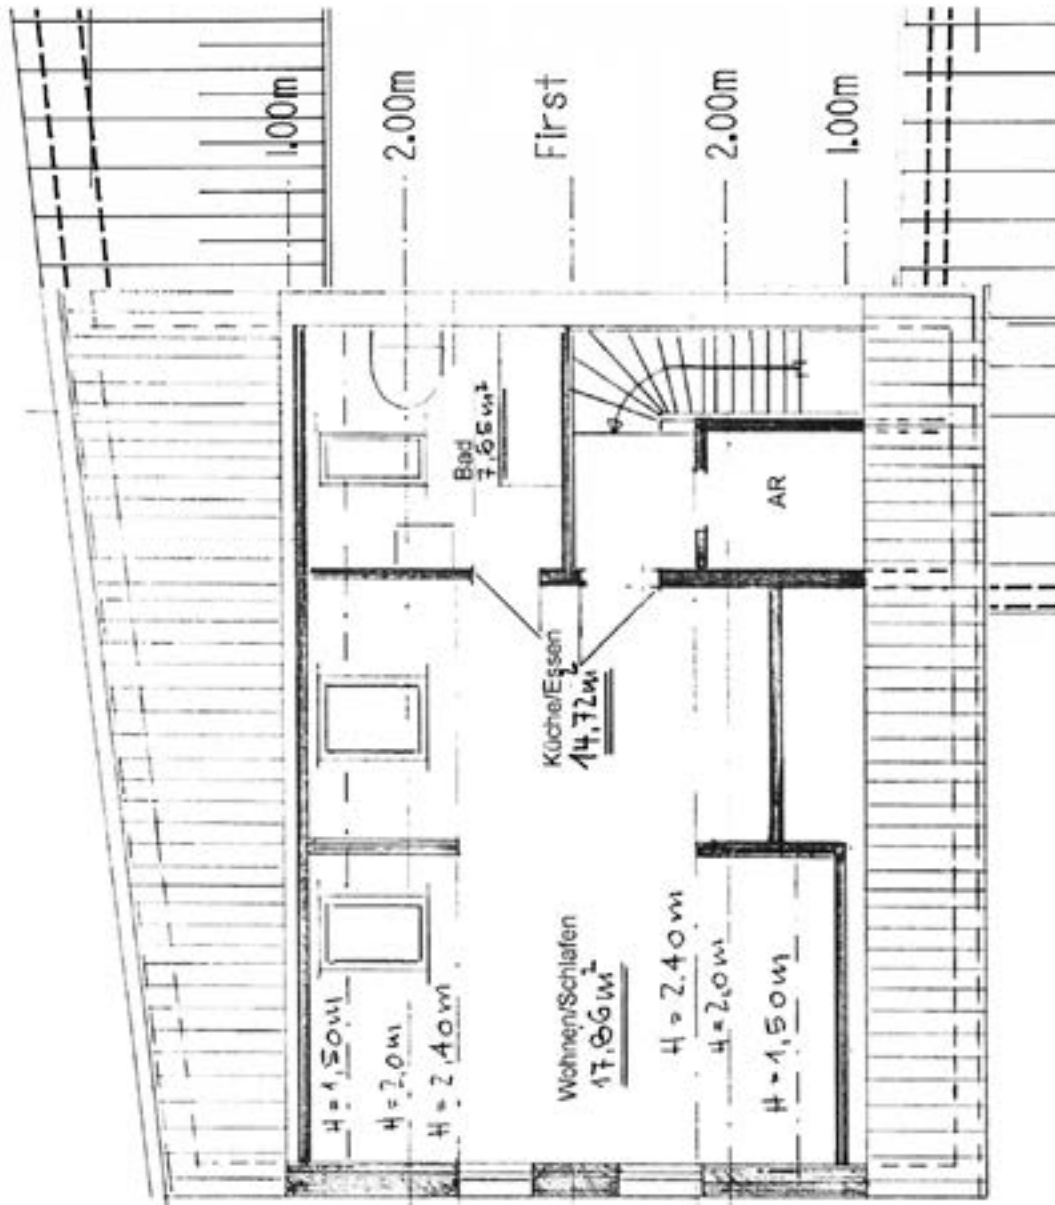 1.00m
2.00m
First
2.00m
1.00m
Bad
7,65m²
AR
Küche/Essen
14,72m²
Wohnen/Schlafen
17,86m²
H=1,50m
H=2,0m
H=2,40m
H=2.40m
H=2,0m
H=1,50m